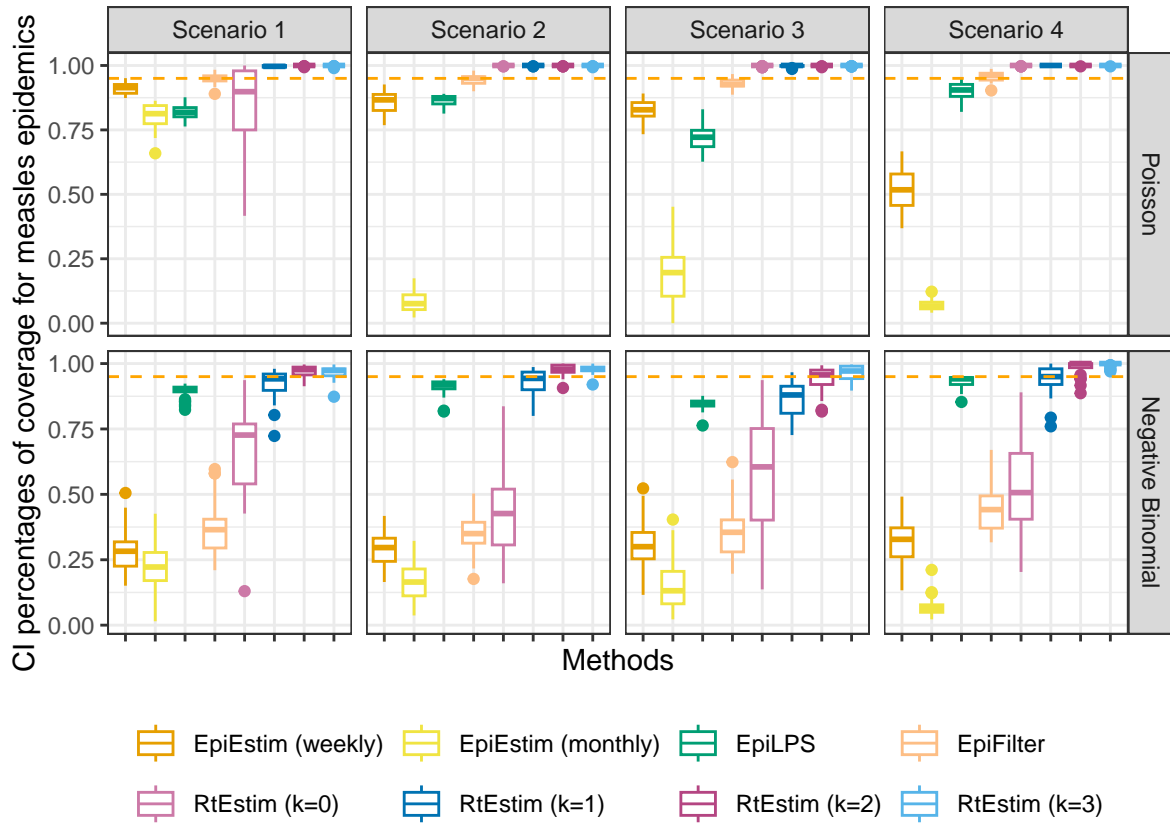 Scenario 1 Scenario 2 Scenario 3 Scenario 4
CI percentages of coverage for measles epidemics
1.00
0.75
0.50
0.25
0.00
Poisson
1.00
0.75
0.50
0.25
0.00
Negative Binomial
Methods
EpiEstim (weekly) EpiEstim (monthly) EpiLPS EpiFilter
RtEstim (k=0) RtEstim (k=1) RtEstim (k=2) RtEstim (k=3)